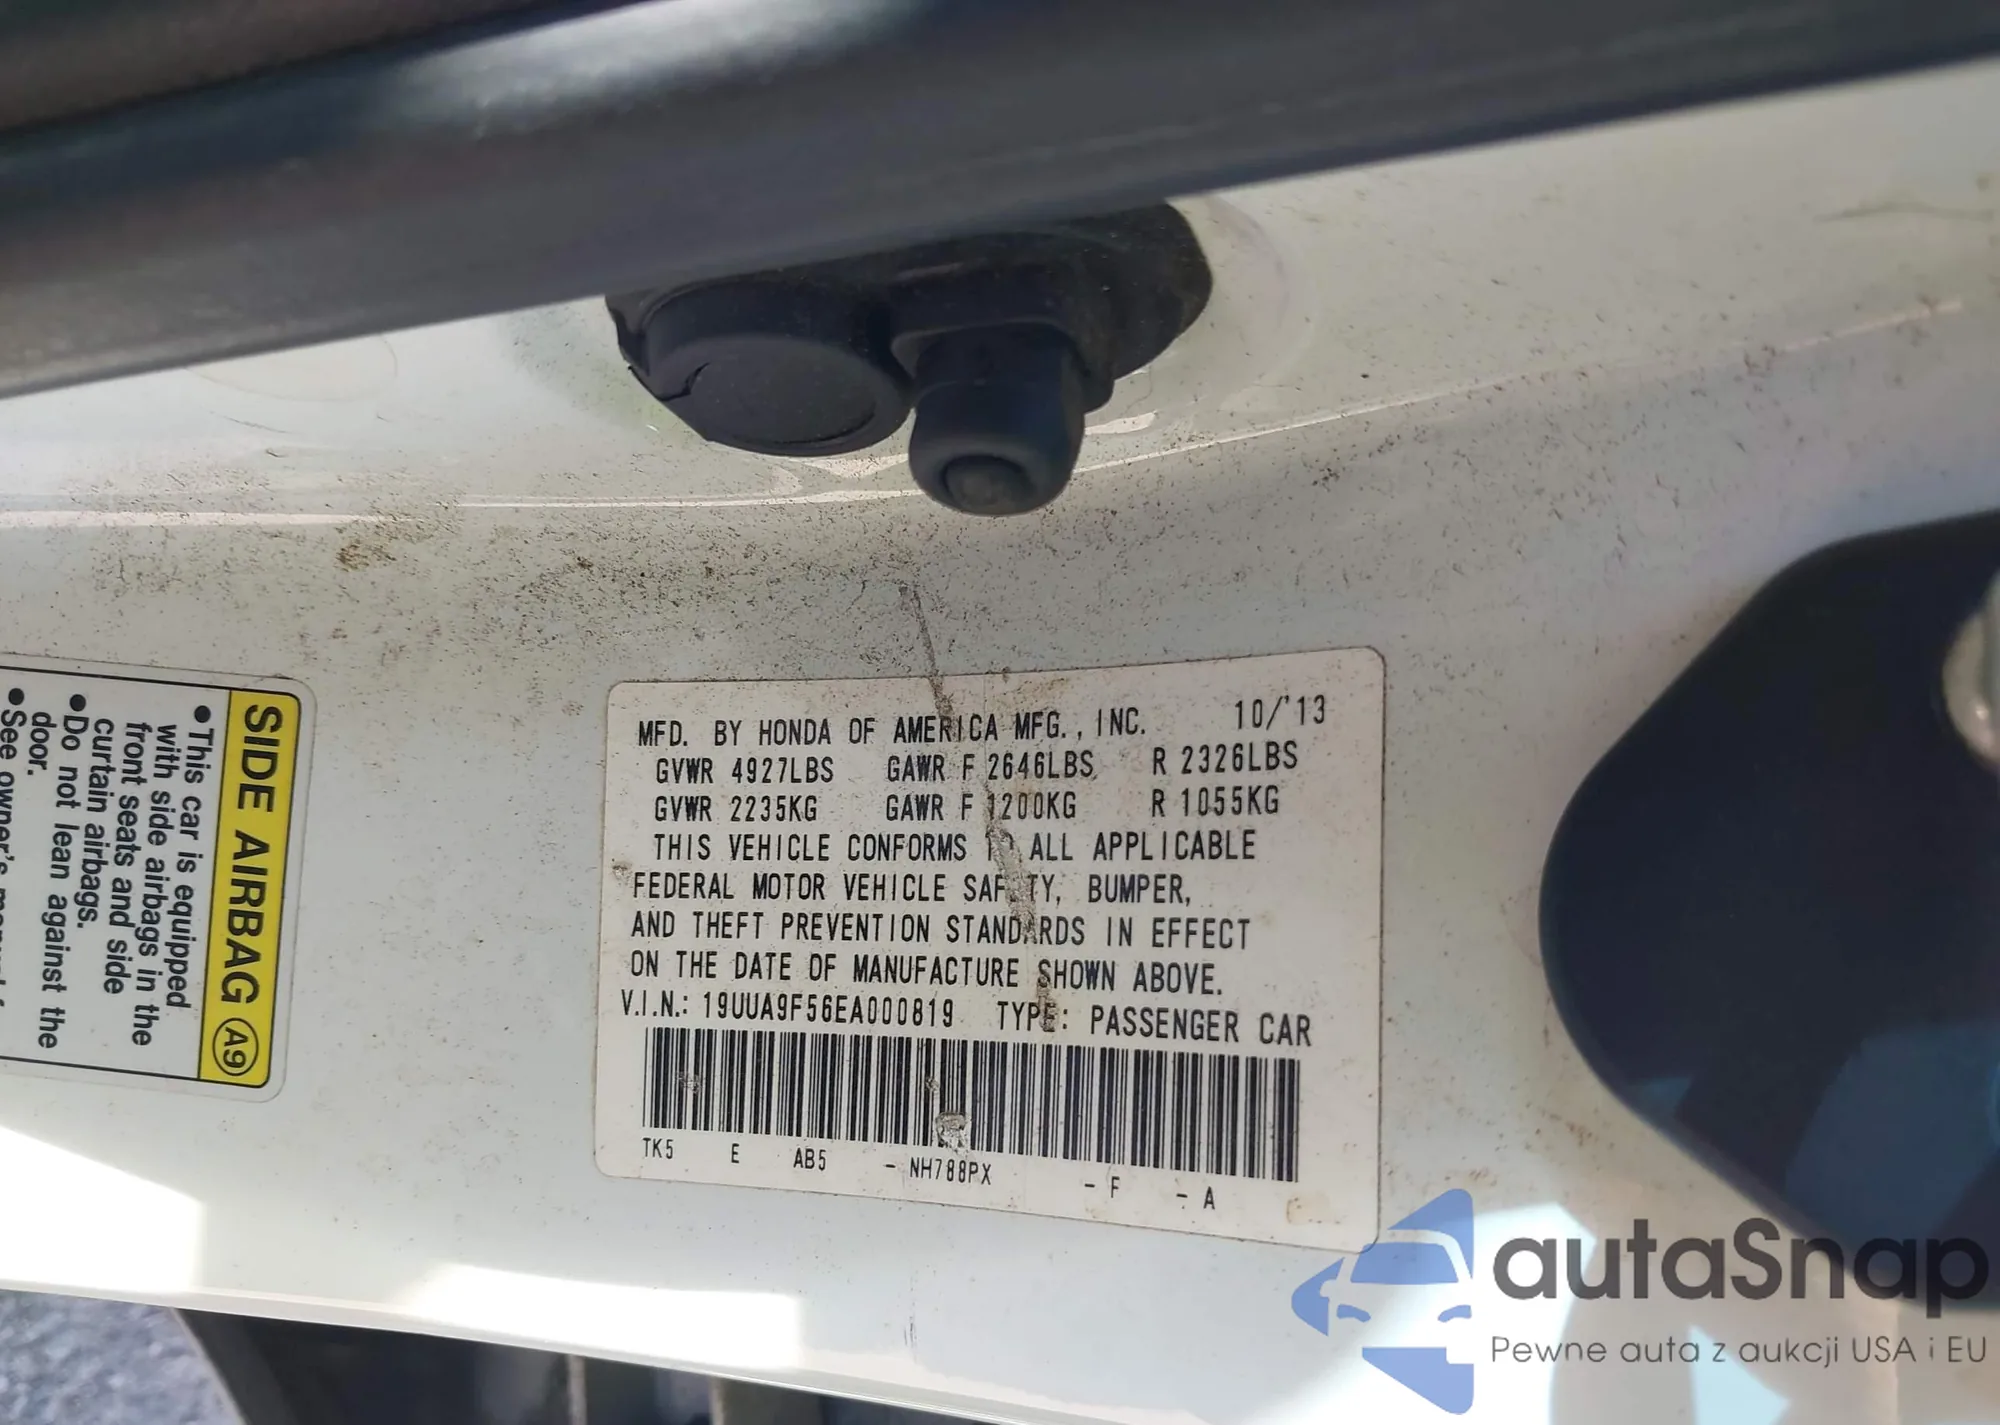 SIDE AIRBAG A9
•This car is equipped
with side airbags in the
front seats and side
curtain airbags.
•Do not lean against the
door.
•See owner's
MFD. BY HONDA OF AMERICA MFG., INC. 10/'13
GVWR 4927LBS GAWR F 2646LBS R 2326LBS
GVWR 2235KG GAWR F 1200KG R 1055KG
THIS VEHICLE CONFORMS TO ALL APPLICABLE
FEDERAL MOTOR VEHICLE SAFETY, BUMPER,
AND THEFT PREVENTION STANDARDS IN EFFECT
ON THE DATE OF MANUFACTURE SHOWN ABOVE.
V.I.N.: 19UUA9F56EA000819 TYPE: PASSENGER CAR
TK5 E AB5 - NH788PX - F - A
autaSnap
Pewne auta z aukcji USA i EU